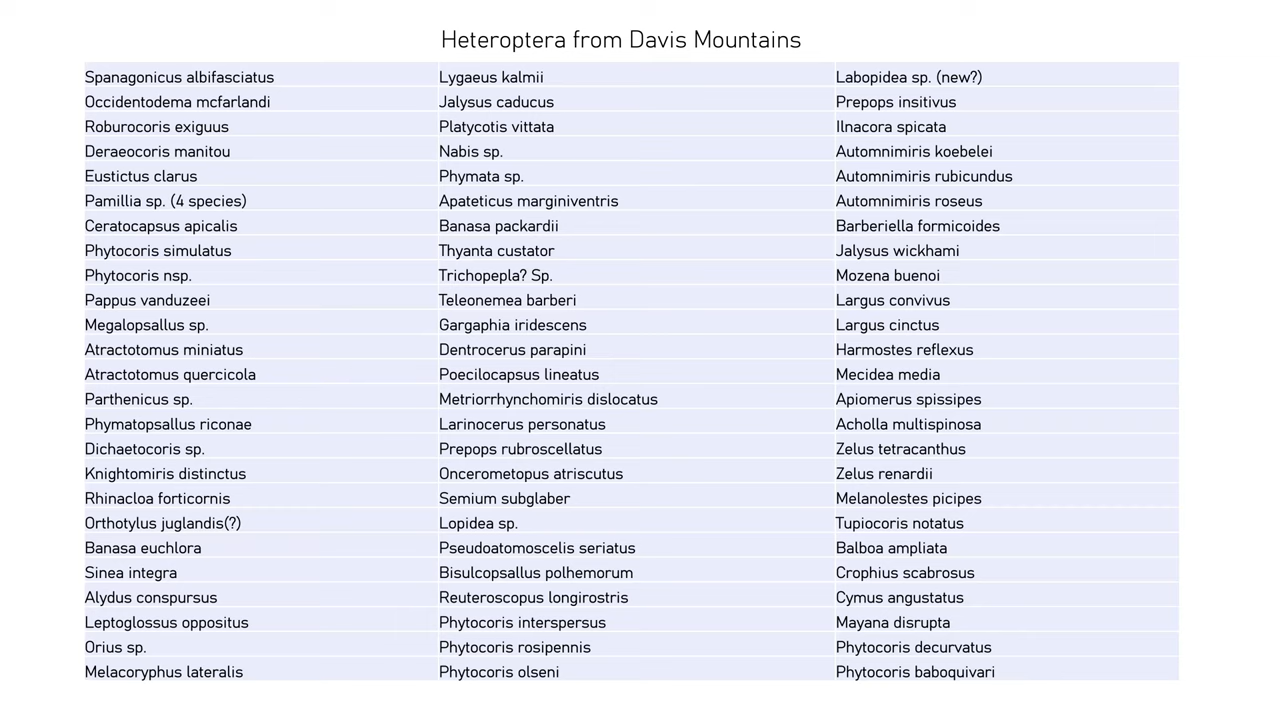 Heteroptera from Davis Mountains
Spanagonicus albifasciatus Lygaeus kalmii Labopidea sp. (new?)
Occidentodema mcfarlandi Jalysus caducus Prepops insitivus
Roburocoris exiguus Platycotis vittata Ilnacora spicata
Deraeocoris manitou Nabis sp. Automnimiris koebelei
Eustictus clarus Phymata sp. Automnimiris rubicundus
Pamillia sp. (4 species) Apateticus marginiventris Automnimiris roseus
Ceratocapsus apicalis Banasa packardii Barberiella formicoides
Phytocoris simulatus Thyanta custator Jalysus wickhami
Phytocoris nsp. Trichopepla? Sp. Mozena buenoi
Pappus vanduzeei Teleonemea barberi Largus convivus
Megalopsallus sp. Gargaphia iridescens Largus cinctus
Atractotomus miniatus Dentrocerus parapini Harmostes reflexus
Atractotomus quercicola Poecilocapsus lineatus Mecidea media
Parthenicus sp. Metriorrhynchomiris dislocatus Apiomerus spissipes
Phymatopsallus riconae Larinocerus personatus Acholla multispinosa
Dichaetocoris sp. Prepops rubroscellatus Zelus tetracanthus
Knightomiris distinctus Oncerometopus atriscutus Zelus renardii
Rhinacloa forticornis Semium subglaber Melanolestes picipes
Orthotylus juglandis(?) Lopidea sp. Tupiocoris notatus
Banasa euchlora Pseudoatomoscelis seriatus Balboa ampliata
Sinea integra Bisulcopsallus polhemorum Crophius scabrosus
Alydus conspursus Reuteroscopus longirostris Cymus angustatus
Leptoglossus oppositus Phytocoris interspersus Mayana disrupta
Orius sp. Phytocoris rosipennis Phytocoris decurvatus
Melacoryphus lateralis Phytocoris olseni Phytocoris baboquivari